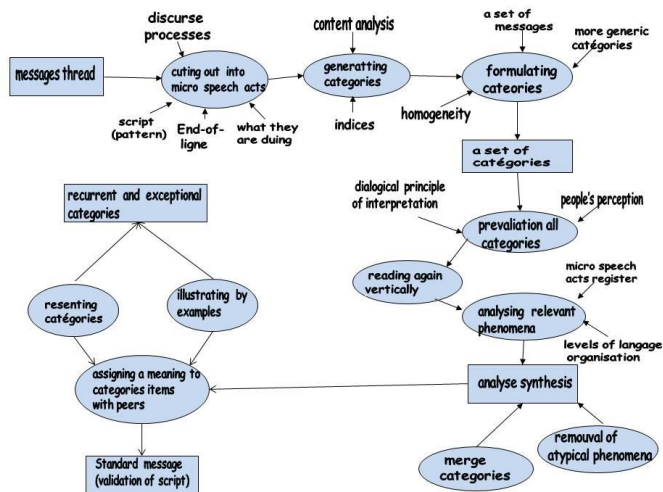 discurse
processes
content analysis
a set of
messages
more generic
catégories
messages thread
cuting out into
micro speech acts
generatting
categories
formulating
cateories
script
(pattern)
End-of-
ligne
what they
are duing
indices
homogeneity
a set of
catégories
recurrent and exceptional
categories
dialogical principle
of interpretation
people's perception
prevaliation all
categories
reading again
vertically
micro speech
acts register
resenting
catégories
illustrating by
examples
analysing relevant
phenomena
levels of langage
organisation
assigning a meaning to
categories items
with peers
analyse synthesis
merge
categories
remouval of
atypical phenomena
Standard message
(validation of script)